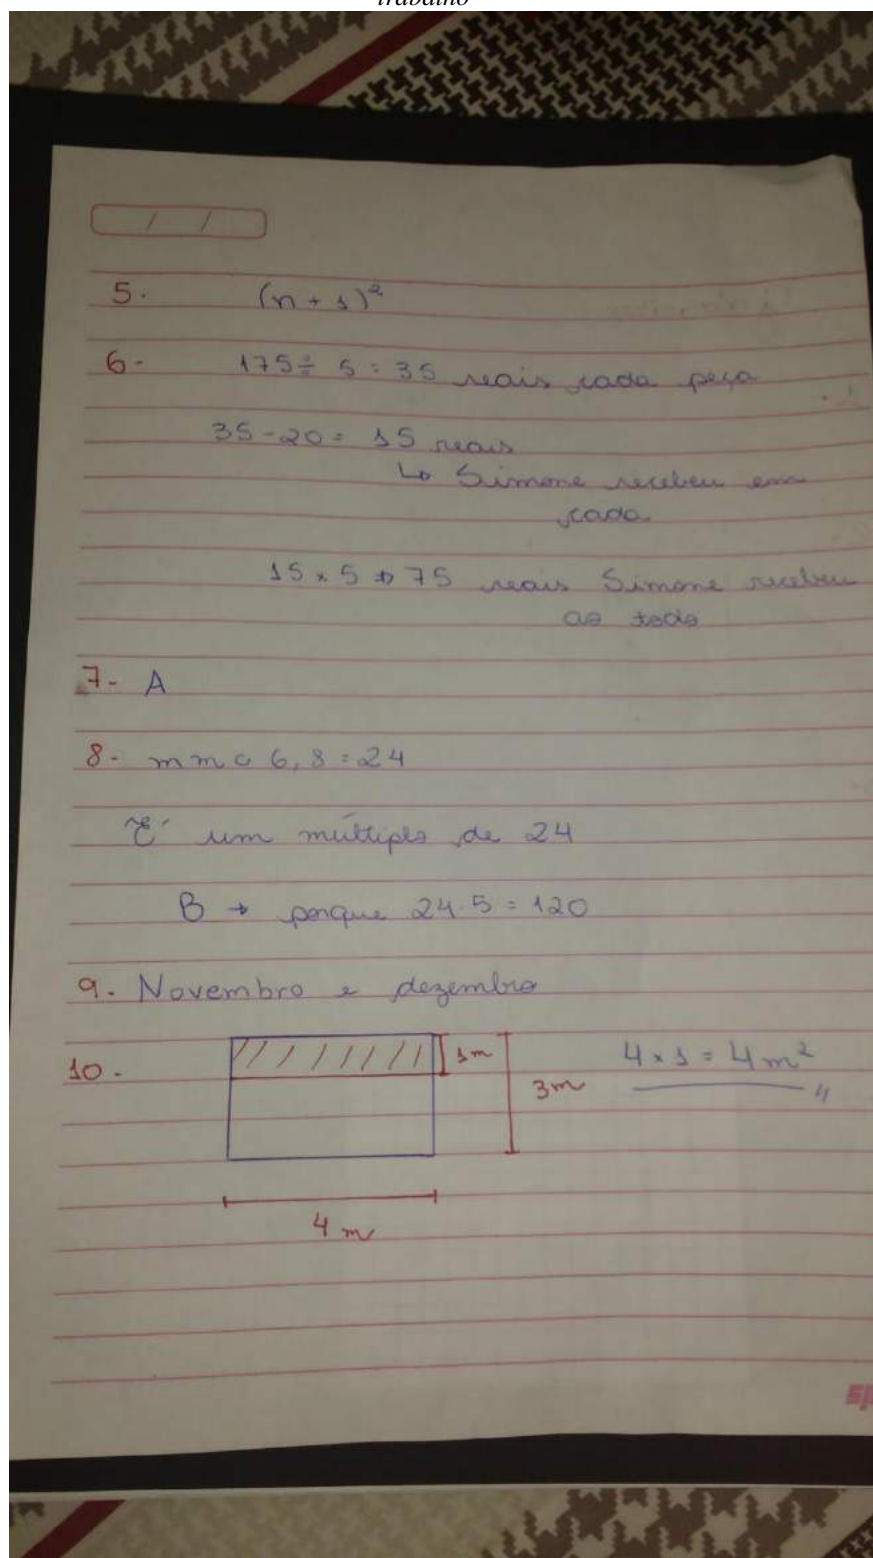 trabalho
/ /
5. (n + 1)²
6- 175 ÷ 5 = 35 reais cada peça
35-20 = 15 reais
↳ Simone recebeu em
cada
15 x 5 → 75 reais Simone recebeu
ao todo
7- A
8- mmc 6, 8 = 24
É um múltiplo de 24
B → porque 24.5 = 120
9. Novembro e dezembro
10- 1m 4 x 1 = 4 m²
3m
4 m
sp